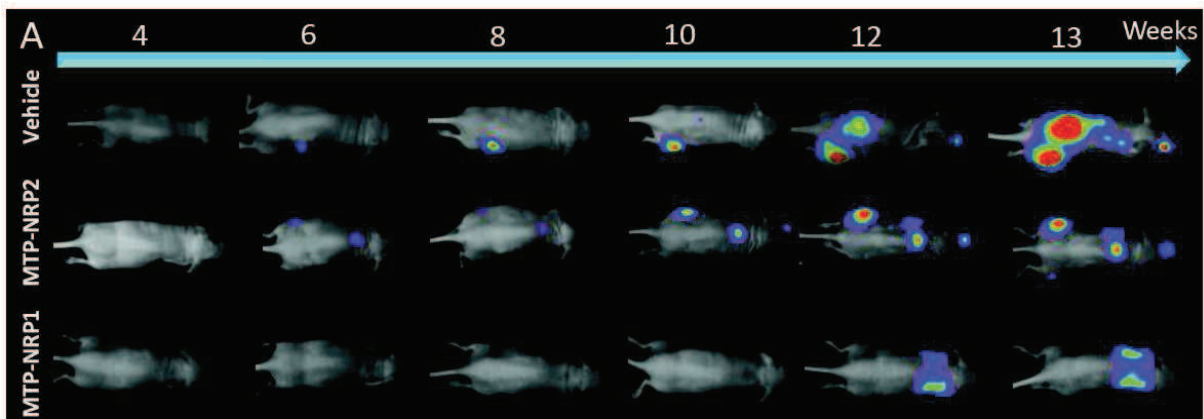 A
4 6 8 10 12 13 Weeks
Vehicle
MTP-NRP2
MTP-NRP1